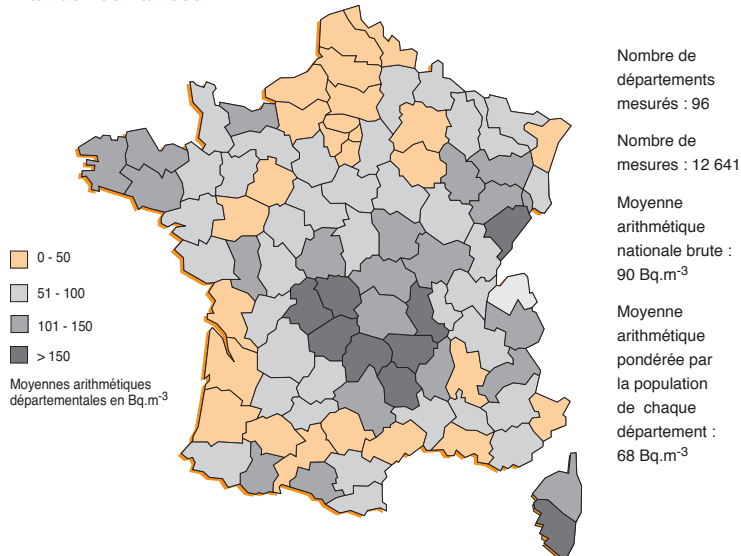 Nombre de
départements
mesurés : 96
Nombre de
mesures : 12 641
Moyenne
arithmétique
nationale brute :
90 Bq.m-3
Moyenne
arithmétique
pondérée par
la population
de chaque
département :
68 Bq.m-3
0 - 50
51 - 100
101 - 150
> 150
Moyennes arithmétiques
départementales en Bq.m-3